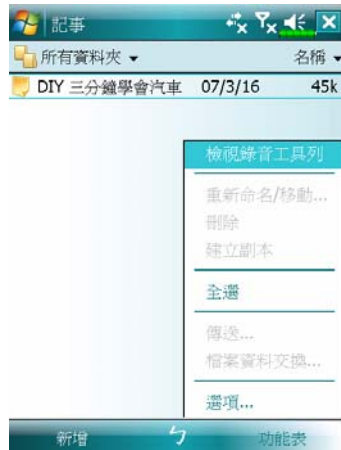 記事
所有資料夾 名稱
DIY 三分鐘學會汽車 07/3/16 45k
檢視錄音工具列
重新命名/移動...
刪除
建立副本
全選
傳送...
檔案資料交換...
選項...
新增 ㄅ 功能表